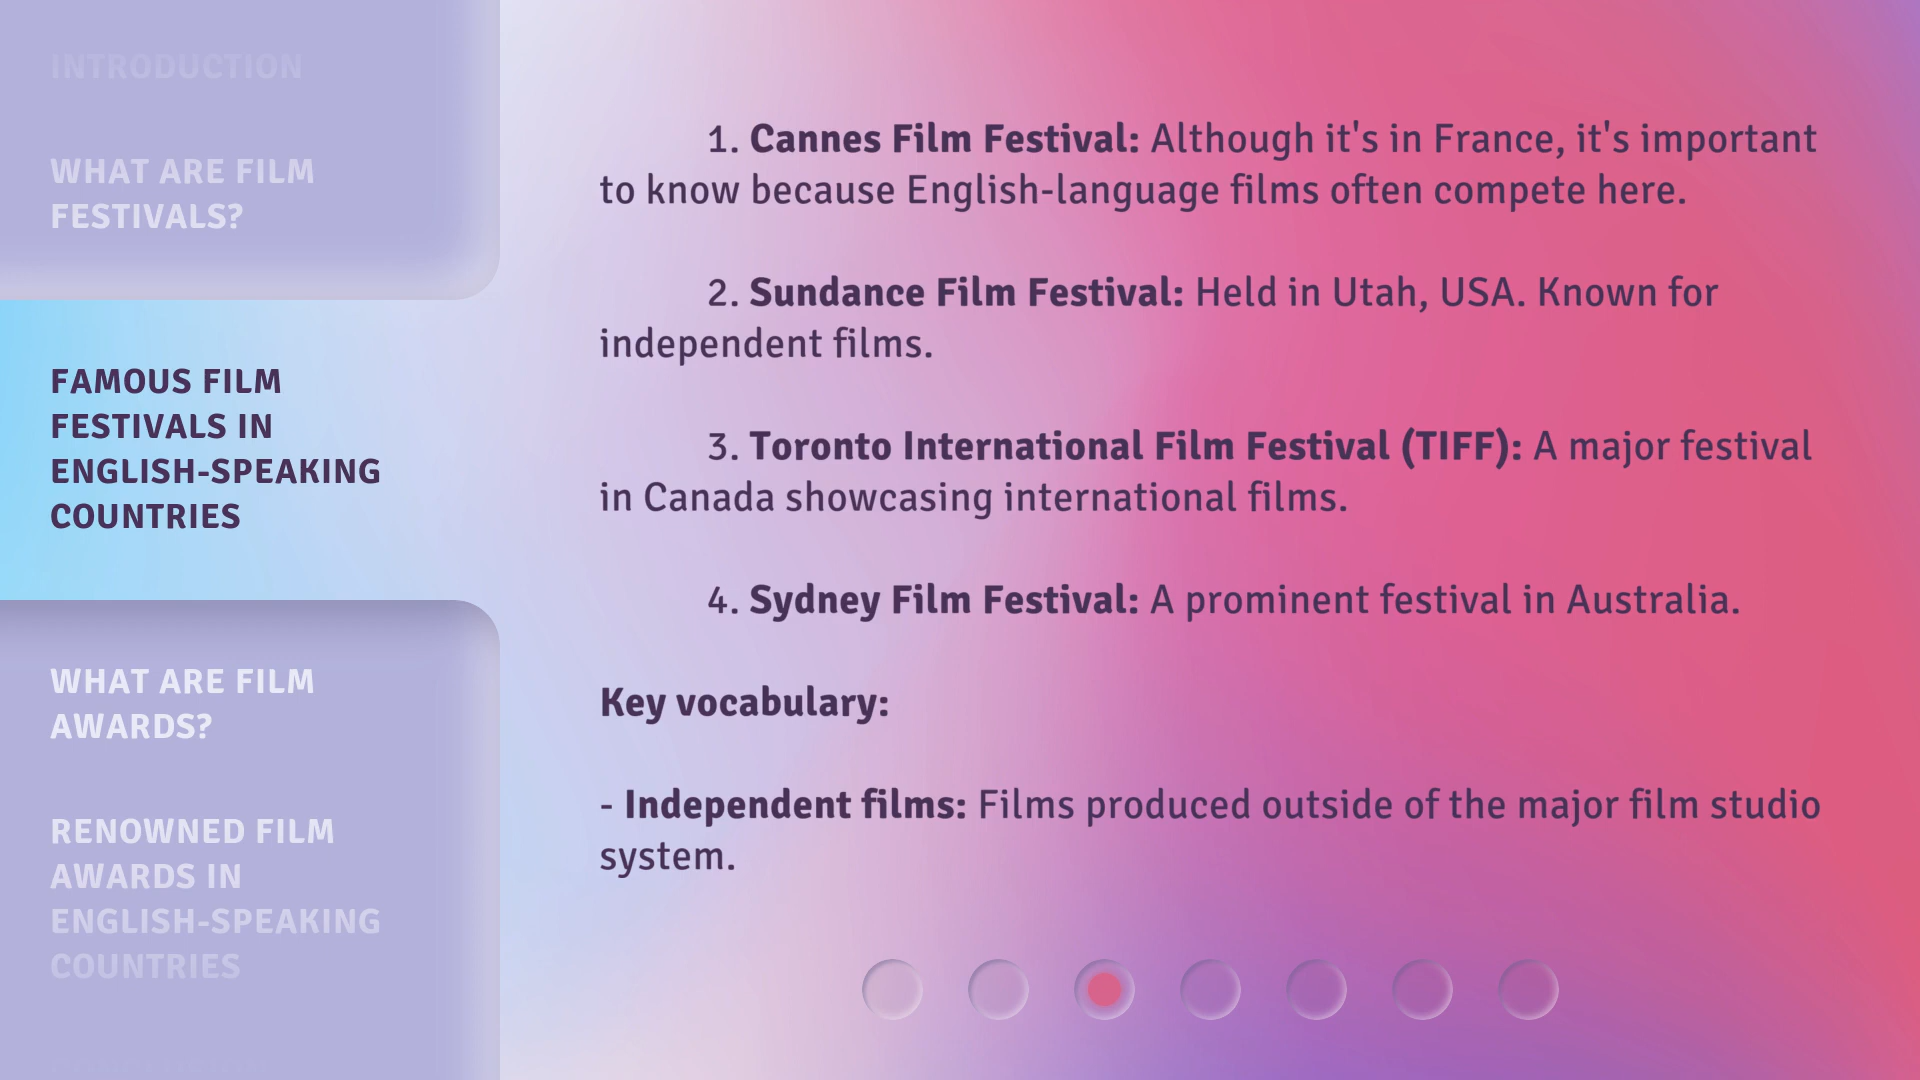 INTRODUCTION
WHAT ARE FILM
FESTIVALS?
FAMOUS FILM
FESTIVALS IN
ENGLISH-SPEAKING
COUNTRIES
WHAT ARE FILM
AWARDS?
RENOWNED FILM
AWARDS IN
ENGLISH-SPEAKING
COUNTRIES
1. Cannes Film Festival: Although it's in France, it's important
to know because English-language films often compete here.
2. Sundance Film Festival: Held in Utah, USA. Known for
independent films.
3. Toronto International Film Festival (TIFF): A major festival
in Canada showcasing international films.
4. Sydney Film Festival: A prominent festival in Australia.
Key vocabulary:
- Independent films: Films produced outside of the major film studio
system.